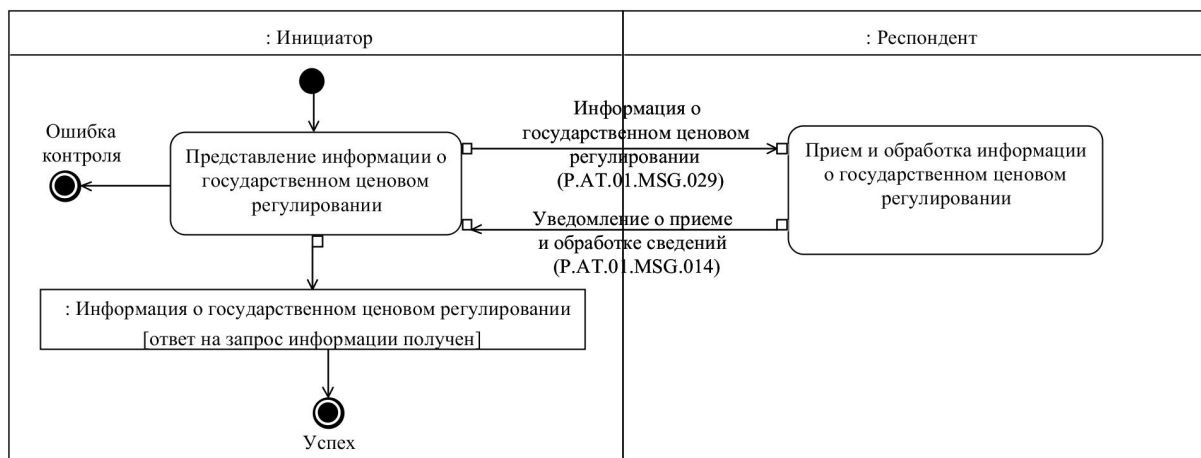 : Инициатор
: Респондент
Ошибка
контроля
Представление информации о
государственном ценовом
регулировании
Информация о
государственном ценовом
регулировании
(P.AT.01.MSG.029)
Прием и обработка информации
о государственном ценовом
регулировании
Уведомление о приеме
и обработке сведений
(P.AT.01.MSG.014)
: Информация о государственном ценовом регулировании
[ответ на запрос информации получен]
Успех